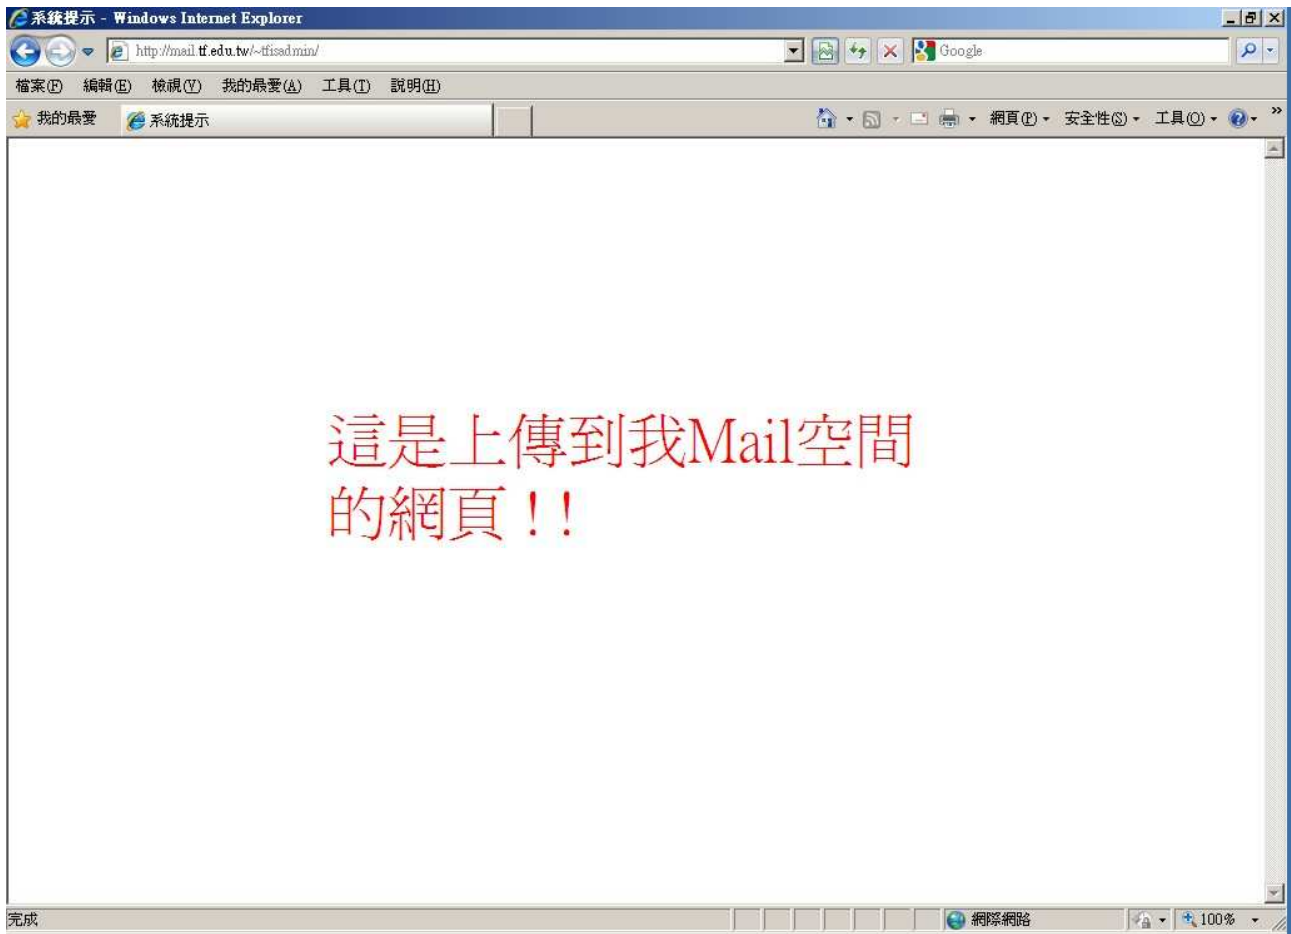 系統提示 - Windows Internet Explorer
http://mail.tf.edu.tw/~tfisadmin/
Google
檔案(F) 編輯(E) 檢視(V) 我的最愛(A) 工具(T) 說明(H)
我的最愛 系統提示 網頁(P) 安全性(S) 工具(O) »
這是上傳到我Mail空間
的網頁！！
完成 網際網路 100%